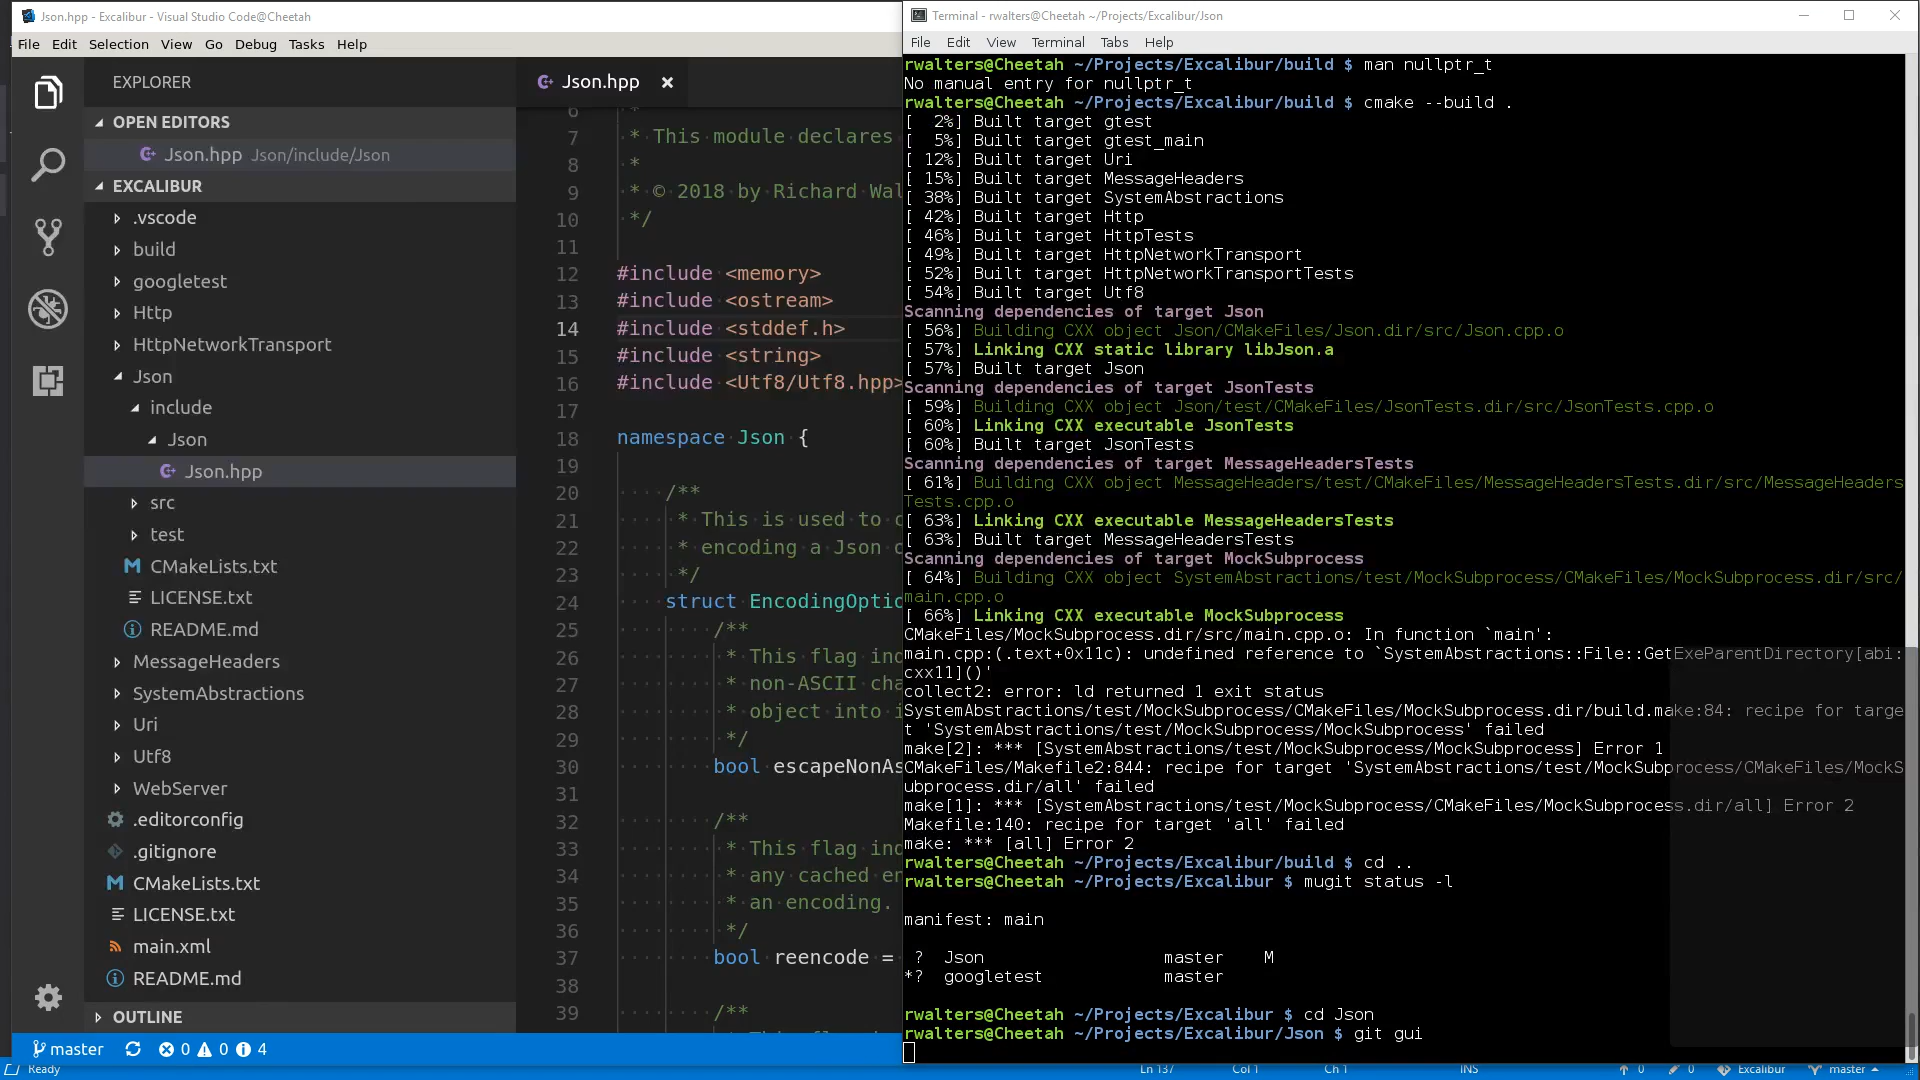 Json.hpp - Excalibur - Visual Studio Code@Cheetah
File Edit Selection View Go Debug Tasks Help
EXPLORER
OPEN EDITORS
Json.hpp Json/include/Json
EXCALIBUR
.vscode
build
googletest
Http
HttpNetworkTransport
Json
include
Json
Json.hpp
src
test
CMakeLists.txt
LICENSE.txt
README.md
MessageHeaders
SystemAbstractions
Uri
Utf8
WebServer
.editorconfig
.gitignore
CMakeLists.txt
LICENSE.txt
main.xml
README.md
OUTLINE
master 0 0 4
Json.hpp
6 *
7 * This module declares
8 *
9 * © 2018 by Richard Wal
10 */
11
12 #include <memory>
13 #include <ostream>
14 #include <stddef.h>
15 #include <string>
16 #include <Utf8/Utf8.hpp>
17
18 namespace Json {
19
20 /**
21 * This is used to c
22 * encoding a Json o
23 */
24 struct EncodingOptio
25 /**
26 * This flag ind
27 * non-ASCII cha
28 * object into i
29 */
30 bool escapeNonAs
31
32 /**
33 * This flag ind
34 * any cached en
35 * an encoding.
36 */
37 bool reencode =
38
39 /**
Terminal - rwalters@Cheetah ~/Projects/Excalibur/Json
File Edit View Terminal Tabs Help
rwalters@Cheetah ~/Projects/Excalibur/build $ man nullptr_t
No manual entry for nullptr_t
rwalters@Cheetah ~/Projects/Excalibur/build $ cmake --build .
[  2%] Built target gtest
[  5%] Built target gtest_main
[ 12%] Built target Uri
[ 15%] Built target MessageHeaders
[ 38%] Built target SystemAbstractions
[ 42%] Built target Http
[ 46%] Built target HttpTests
[ 49%] Built target HttpNetworkTransport
[ 52%] Built target HttpNetworkTransportTests
[ 54%] Built target Utf8
Scanning dependencies of target Json
[ 56%] Building CXX object Json/CMakeFiles/Json.dir/src/Json.cpp.o
[ 57%] Linking CXX static library libJson.a
[ 57%] Built target Json
Scanning dependencies of target JsonTests
[ 59%] Building CXX object Json/test/CMakeFiles/JsonTests.dir/src/JsonTests.cpp.o
[ 60%] Linking CXX executable JsonTests
[ 60%] Built target JsonTests
Scanning dependencies of target MessageHeadersTests
[ 61%] Building CXX object MessageHeaders/test/CMakeFiles/MessageHeadersTests.dir/src/MessageHeaders
Tests.cpp.o
[ 63%] Linking CXX executable MessageHeadersTests
[ 63%] Built target MessageHeadersTests
Scanning dependencies of target MockSubprocess
[ 64%] Building CXX object SystemAbstractions/test/MockSubprocess/CMakeFiles/MockSubprocess.dir/src/
main.cpp.o
[ 66%] Linking CXX executable MockSubprocess
CMakeFiles/MockSubprocess.dir/src/main.cpp.o: In function `main':
main.cpp:(.text+0x11c): undefined reference to `SystemAbstractions::File::GetExeParentDirectory[abi:
cxx11]()'
collect2: error: ld returned 1 exit status
SystemAbstractions/test/MockSubprocess/CMakeFiles/MockSubprocess.dir/build.make:84: recipe for targe
t 'SystemAbstractions/test/MockSubprocess/MockSubprocess' failed
make[2]: *** [SystemAbstractions/test/MockSubprocess/MockSubprocess] Error 1
CMakeFiles/Makefile2:844: recipe for target 'SystemAbstractions/test/MockSubprocess/CMakeFiles/MockS
ubprocess.dir/all' failed
make[1]: *** [SystemAbstractions/test/MockSubprocess/CMakeFiles/MockSubprocess.dir/all] Error 2
Makefile:140: recipe for target 'all' failed
make: *** [all] Error 2
rwalters@Cheetah ~/Projects/Excalibur/build $ cd ..
rwalters@Cheetah ~/Projects/Excalibur $ mugit status -l
manifest: main
? Json master M
*? googletest master
rwalters@Cheetah ~/Projects/Excalibur $ cd Json
rwalters@Cheetah ~/Projects/Excalibur/Json $ git gui
Ready Ln 137 Col 1 Ch 1 INS 0 0 Excalibur master